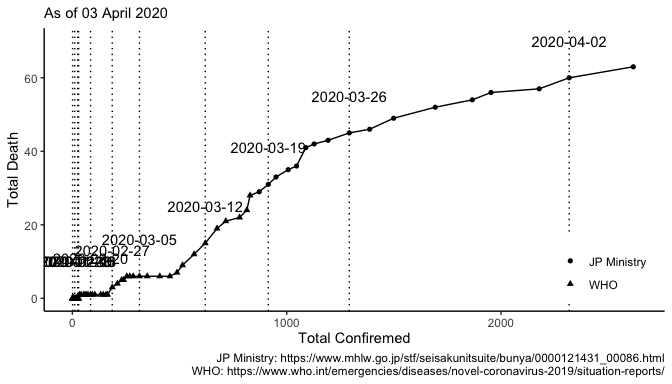 As of 03 April 2020
Total Death
60
40
20
0
2020-04-02
2020-03-26
2020-03-19
2020-03-12
2020-03-05
2020-02-27
JP Ministry
WHO
0
1000
2000
Total Confiremed
JP Ministry: https://www.mhlw.go.jp/stf/seisakunitsuite/bunya/0000121431_00086.html
WHO: https://www.who.int/emergencies/diseases/novel-coronavirus-2019/situation-reports/